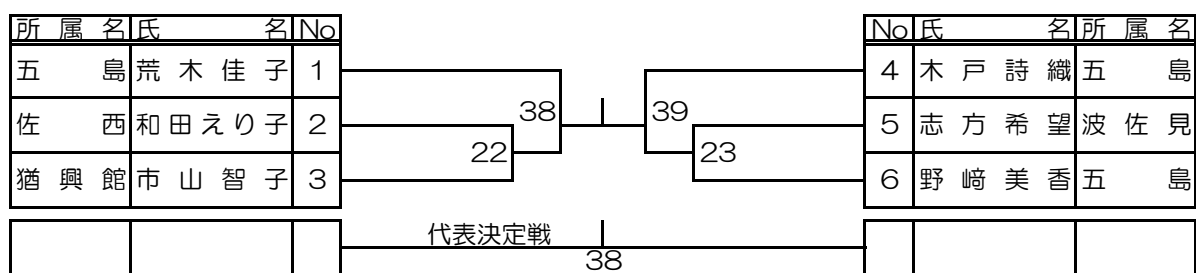 所属名 氏名 No No 氏名 所属名
五島 荒木佳子 1 4 木戸詩織 五島
38 39
佐西 和田えり子 2 5 志方希望 波佐見
22 23
猶興館 市山智子 3 6 野﨑美香 五島
代表決定戦
38